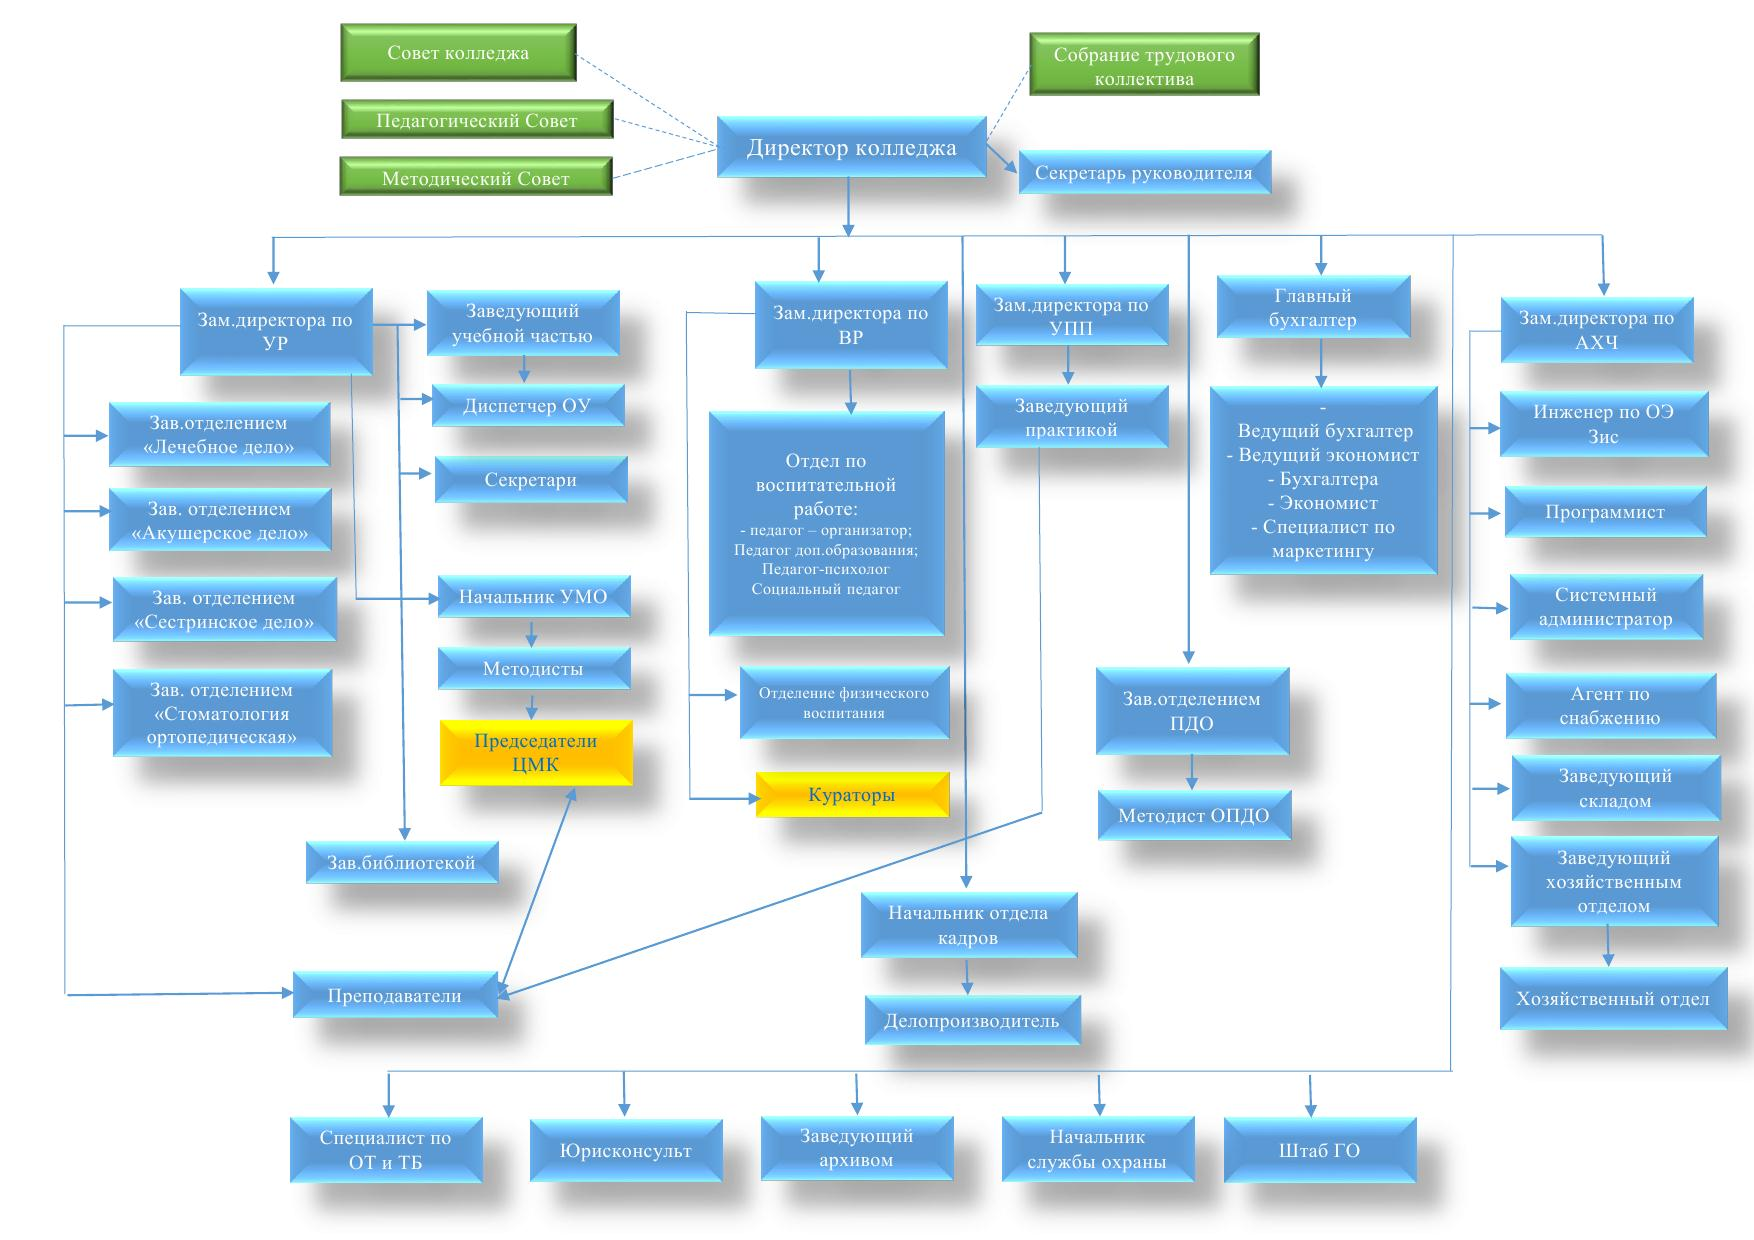 Совет колледжа
Собрание трудового
коллектива
Педагогический Совет
Директор колледжа
Методический Совет
Секретарь руководителя
Зам.директора по
УР
Заведующий
учебной частью
Зам.директора по
ВР
Зам.директора по
УПП
Главный
бухгалтер
Зам.директора по
АХЧ
Зав.отделением
«Лечебное дело»
Зав. отделением
«Акушерское дело»
Зав. отделением
«Сестринское дело»
Зав. отделением
«Стоматология
ортопедическая»
Диспетчер ОУ
Секретари
Начальник УМО
Методисты
Председатели
ЦМК
Зав.библиотекой
Преподаватели
Отдел по
воспитательной
работе:
- педагог – организатор;
Педагог доп.образования;
Педагог-психолог
Социальный педагог
Отделение физического
воспитания
Кураторы
Заведующий
практикой
Начальник отдела
кадров
Делопроизводитель
Зав.отделением
ПДО
Методист ОПДО
-
Ведущий бухгалтер
- Ведущий экономист
- Бухгалтера
- Экономист
- Специалист по
маркетингу
Инженер по ОЭ
Зис
Программист
Системный
администратор
Агент по
снабжению
Заведующий
складом
Заведующий
хозяйственным
отделом
Хозяйственный отдел
Специалист по
ОТ и ТБ
Юрисконсульт
Заведующий
архивом
Начальник
службы охраны
Штаб ГО